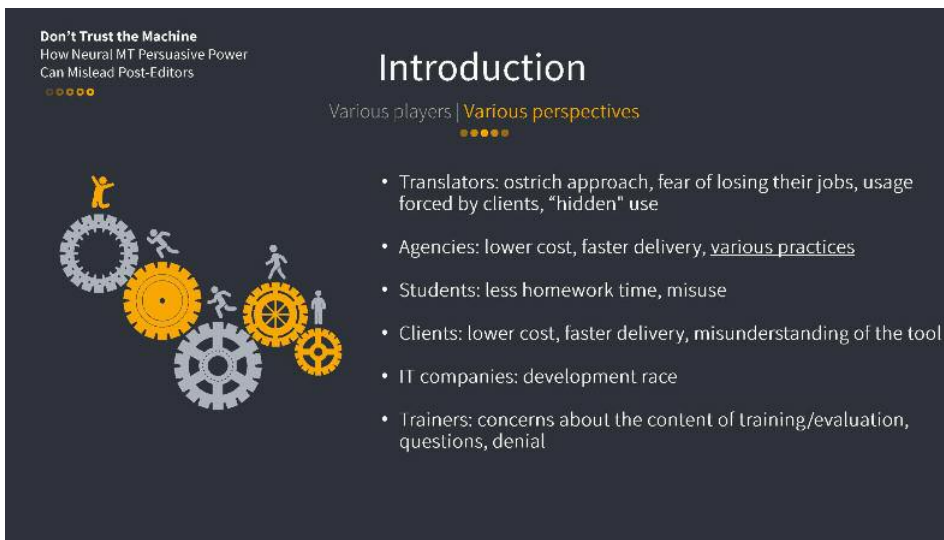 Don't Trust the Machine
How Neural MT Persuasive Power
Can Mislead Post-Editors
Introduction
Various players | Various perspectives
• Translators: ostrich approach, fear of losing their jobs, usage
forced by clients, “hidden" use
• Agencies: lower cost, faster delivery, various practices
• Students: less homework time, misuse
• Clients: lower cost, faster delivery, misunderstanding of the tool
• IT companies: development race
• Trainers: concerns about the content of training/evaluation,
questions, denial